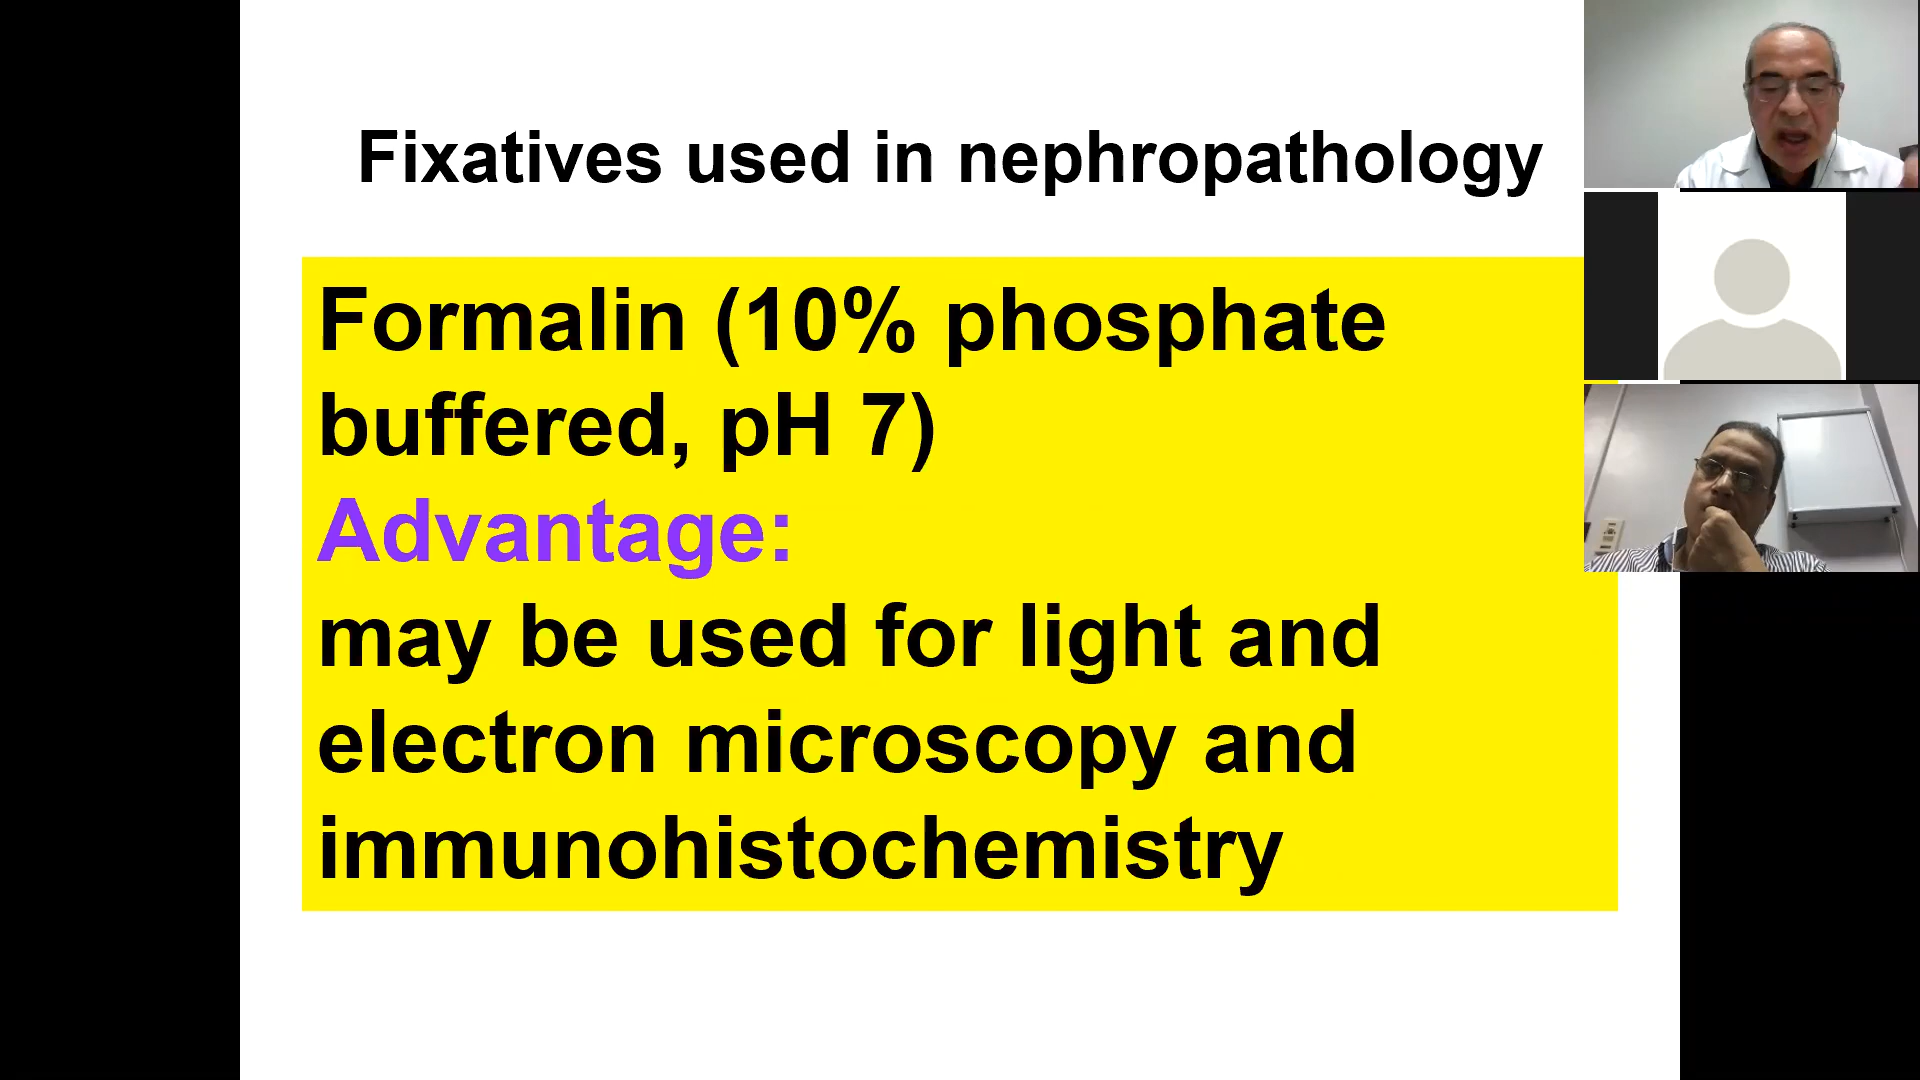 Fixatives used in nephropathology
Formalin (10% phosphate
buffered, pH 7)
Advantage:
may be used for light and
electron microscopy and
immunohistochemistry